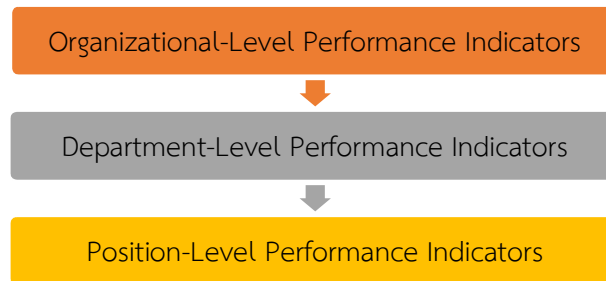 Organizational-Level Performance Indicators
Department-Level Performance Indicators
Position-Level Performance Indicators